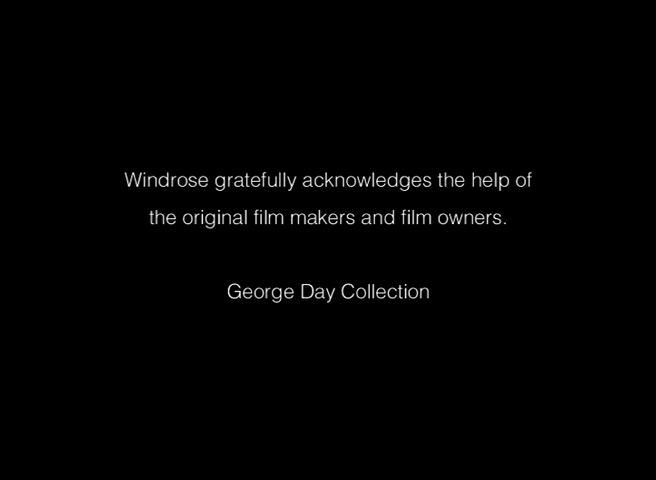 Windrose gratefully acknowledges the help of
the original film makers and film owners.
George Day Collection